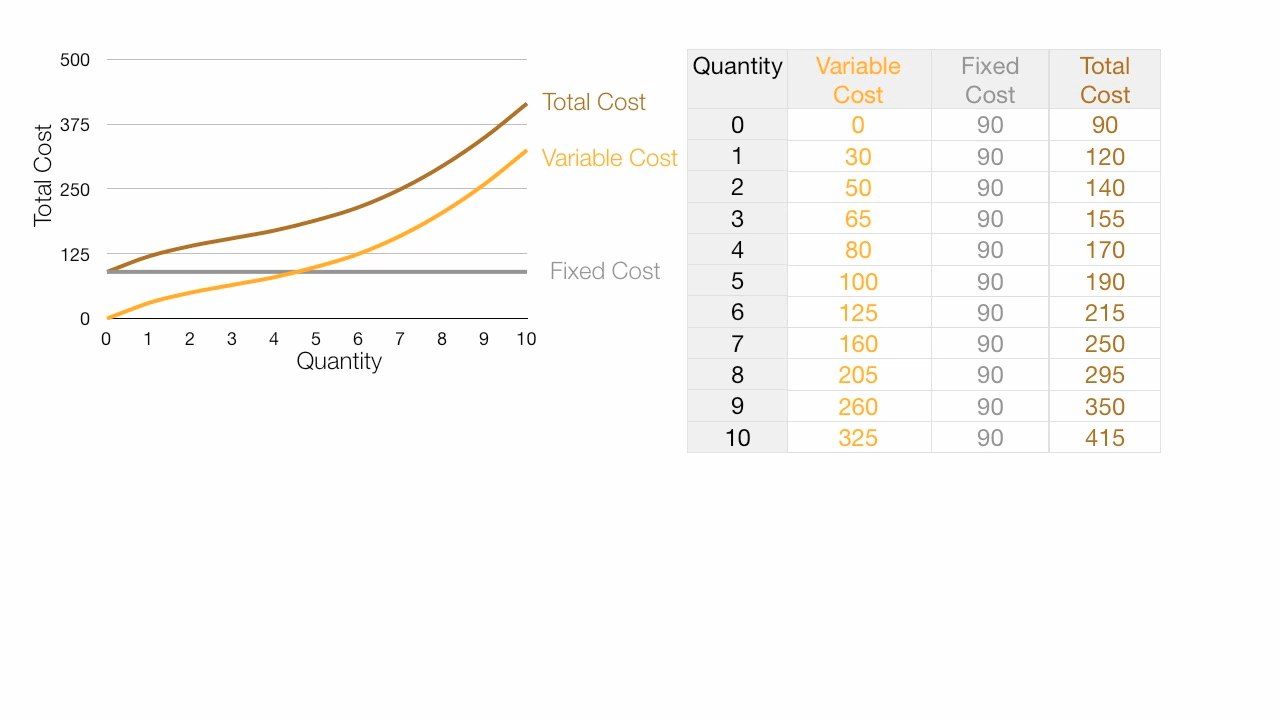 500
375
250
125
0
Total Cost
0 1 2 3 4 5 6 7 8 9 10
Quantity
Total Cost
Variable Cost
Fixed Cost
Quantity Variable Fixed Total
Cost Cost Cost
0 0 90 90
1 30 90 120
2 50 90 140
3 65 90 155
4 80 90 170
5 100 90 190
6 125 90 215
7 160 90 250
8 205 90 295
9 260 90 350
10 325 90 415